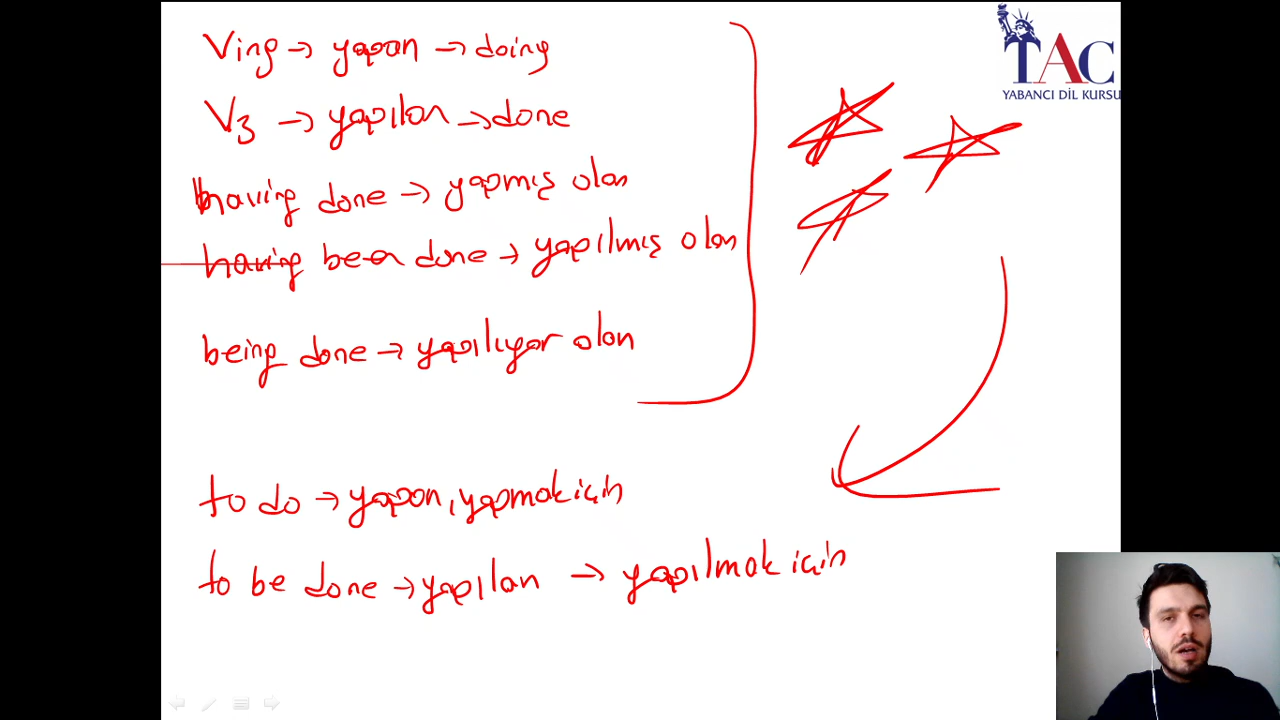 Ving → yapan → doing
TAC
YABANCI DİL KURSU
V3 → yapılan → done
having done → yapmış olan
having been done → yapılmış olan
being done → yapılıyor olan
to do → yapan, yapmak için
to be done → yapılan → yapılmak için